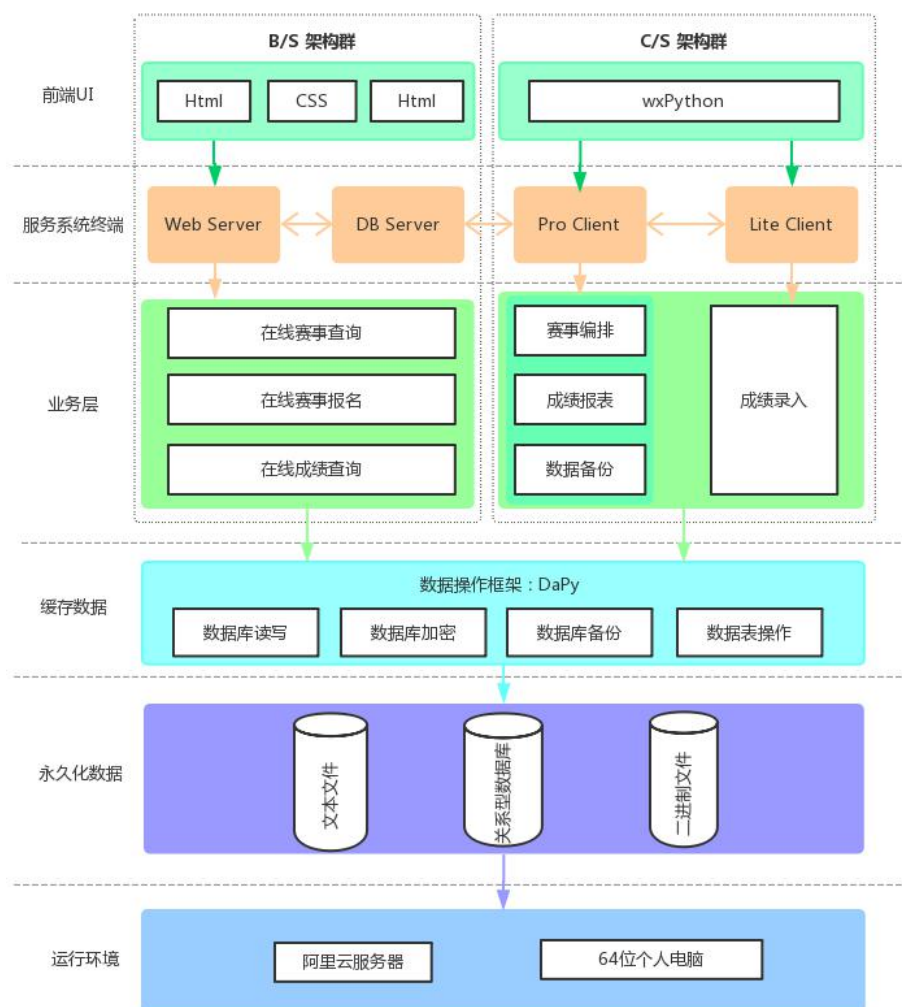 B/S 架构群
C/S 架构群
前端UI
Html
CSS
Html
wxPython
服务系统终端
Web Server
DB Server
Pro Client
Lite Client
业务层
在线赛事查询
在线赛事报名
在线成绩查询
赛事编排
成绩报表
数据备份
成绩录入
缓存数据
数据操作框架：DaPy
数据库读写
数据库加密
数据库备份
数据表操作
永久化数据
文本文件
关系型数据库
二进制文件
运行环境
阿里云服务器
64位个人电脑